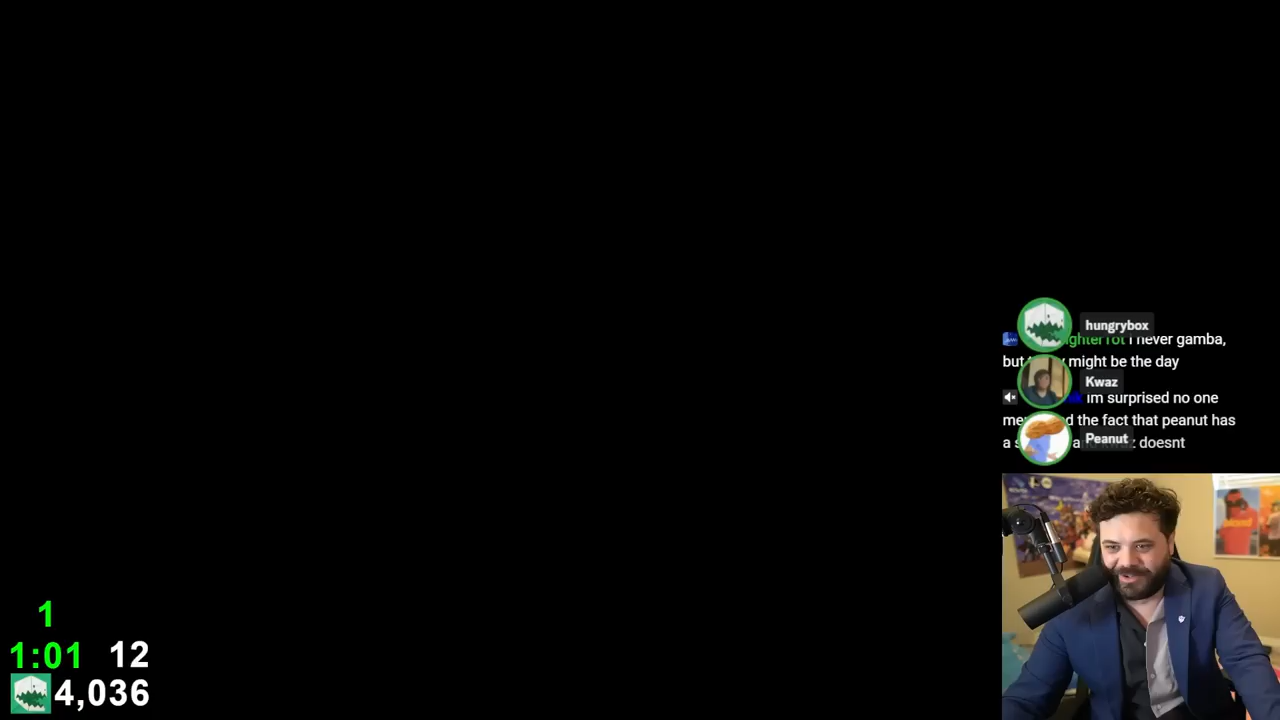 hungrybox
i never gamba,
but might be the day
Kwaz
im surprised no one
the fact that peanut has
Peanut
a doesnt
1
1:01 12
4,036